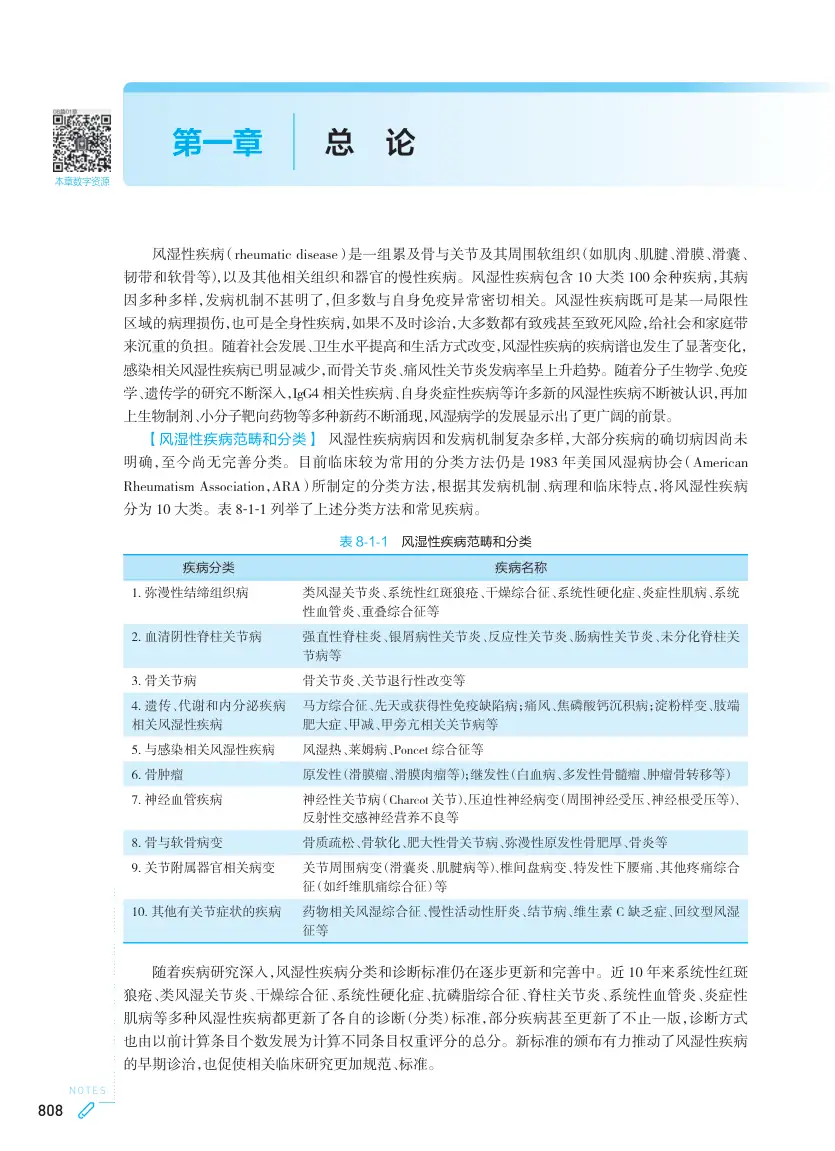 第一章
总 论
本章数字资源
风湿性疾病（rheumatic disease）是一组累及骨与关节及其周围软组织（如肌肉、肌腱、滑膜、滑囊、
韧带和软骨等），以及其他相关组织和器官的慢性疾病。风湿性疾病包含 10 大类 100 余种疾病，其病
因多种多样，发病机制不甚明了，但多数与自身免疫异常密切相关。风湿性疾病既可是某一局限性
区域的病理损伤，也可是全身性疾病，如果不及时诊治，大多数都有致残甚至致死风险，给社会和家庭带
来沉重的负担。随着社会发展、卫生水平提高和生活方式改变，风湿性疾病的疾病谱也发生了显著变化，
感染相关风湿性疾病已明显减少，而骨关节炎、痛风性关节炎发病率呈上升趋势。随着分子生物学、免疫
学、遗传学的研究不断深入，IgG4 相关性疾病、自身炎症性疾病等许多新的风湿性疾病不断被认识，再加
上生物制剂、小分子靶向药物等多种新药不断涌现，风湿病学的发展显示出了更广阔的前景。
【风湿性疾病范畴和分类】 风湿性疾病病因和发病机制复杂多样，大部分疾病的确切病因尚未
明确，至今尚无完善分类。目前临床较为常用的分类方法仍是 1983 年美国风湿病协会（American
Rheumatism Association，ARA）所制定的分类方法，根据其发病机制、病理和临床特点，将风湿性疾病
分为 10 大类。表 8-1-1 列举了上述分类方法和常见疾病。
表 8-1-1 风湿性疾病范畴和分类
疾病分类 疾病名称
1. 弥漫性结缔组织病 类风湿关节炎、系统性红斑狼疮、干燥综合征、系统性硬化症、炎症性肌病、系统
性血管炎、重叠综合征等
2. 血清阴性脊柱关节病 强直性脊柱炎、银屑病性关节炎、反应性关节炎、肠病性关节炎、未分化脊柱关
节病等
3. 骨关节病 骨关节炎、关节退行性改变等
4. 遗传、代谢和内分泌疾病 马方综合征、先天或获得性免疫缺陷病；痛风、焦磷酸钙沉积病；淀粉样变、肢端
相关风湿性疾病 肥大症、甲减、甲旁亢相关关节病等
5. 与感染相关风湿性疾病 风湿热、莱姆病、Poncet 综合征等
6. 骨肿瘤 原发性（滑膜瘤、滑膜肉瘤等）；继发性（白血病、多发性骨髓瘤、肿瘤骨转移等）
7. 神经血管疾病 神经性关节病（Charcot 关节）、压迫性神经病变（周围神经受压、神经根受压等）、
反射性交感神经营养不良等
8. 骨与软骨病变 骨质疏松、骨软化、肥大性骨关节病、弥漫性原发性骨肥厚、骨炎等
9. 关节附属器官相关病变 关节周围病变（滑囊炎、肌腱病等）、椎间盘病变、特发性下腰痛、其他疼痛综合
征（如纤维肌痛综合征）等
10. 其他有关节症状的疾病 药物相关风湿综合征、慢性活动性肝炎、结节病、维生素 C 缺乏症、回纹型风湿
征等
随着疾病研究深入，风湿性疾病分类和诊断标准仍在逐步更新和完善中。近 10 年来系统性红斑
狼疮、类风湿关节炎、干燥综合征、系统性硬化症、抗磷脂综合征、脊柱关节炎、系统性血管炎、炎症性
肌病等多种风湿性疾病都更新了各自的诊断（分类）标准，部分疾病甚至更新了不止一版，诊断方式
也由以前计算条目个数发展为计算不同条目权重评分的总分。新标准的颁布有力推动了风湿性疾病
的早期诊治，也促使相关临床研究更加规范、标准。
NOTES
808